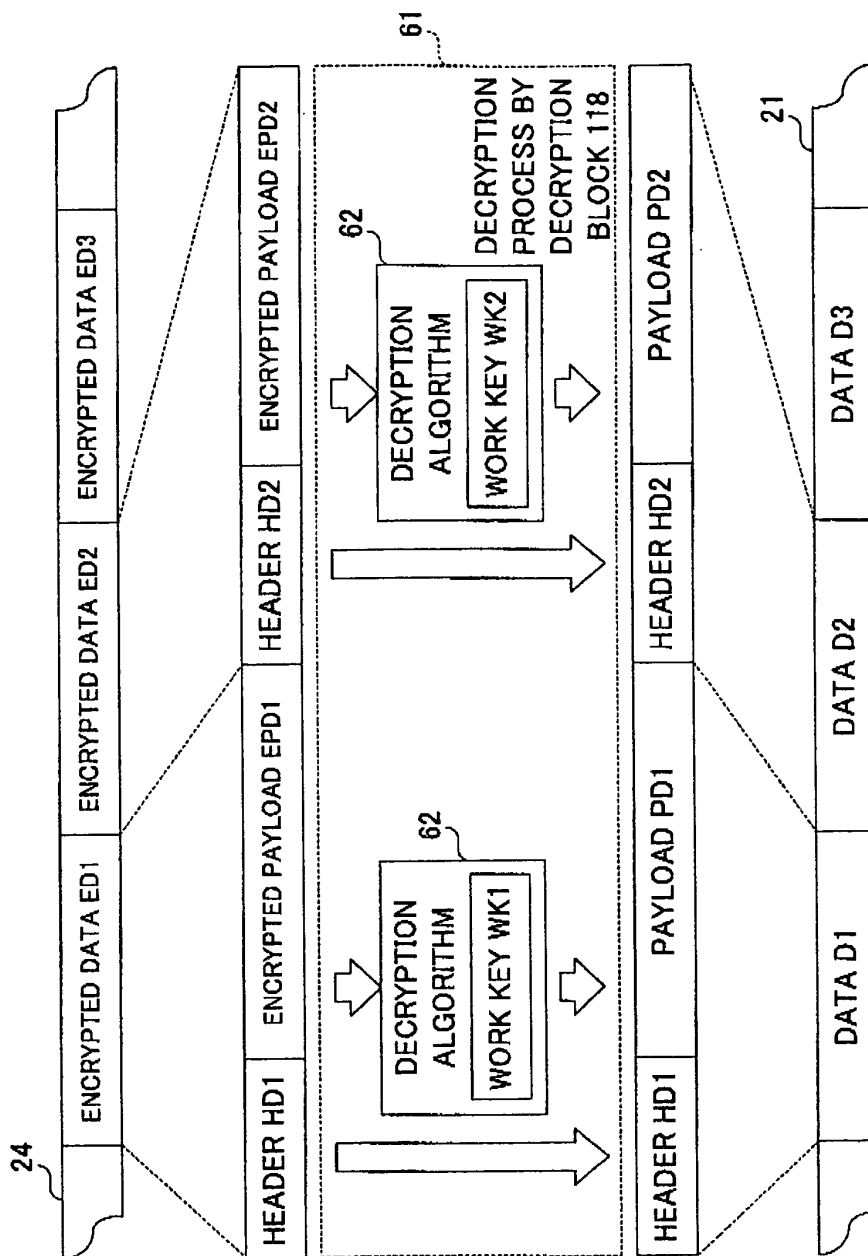 24
ENCRYPTED DATA ED1
ENCRYPTED DATA ED2
ENCRYPTED DATA ED3
HEADER HD1
ENCRYPTED PAYLOAD EPD1
HEADER HD2
ENCRYPTED PAYLOAD EPD2
61
62
DECRYPTION
ALGORITHM
WORK KEY WK1
62
DECRYPTION
ALGORITHM
WORK KEY WK2
DECRYPTION
PROCESS BY
DECRYPTION
BLOCK 118
HEADER HD1
PAYLOAD PD1
HEADER HD2
PAYLOAD PD2
21
DATA D1
DATA D2
DATA D3